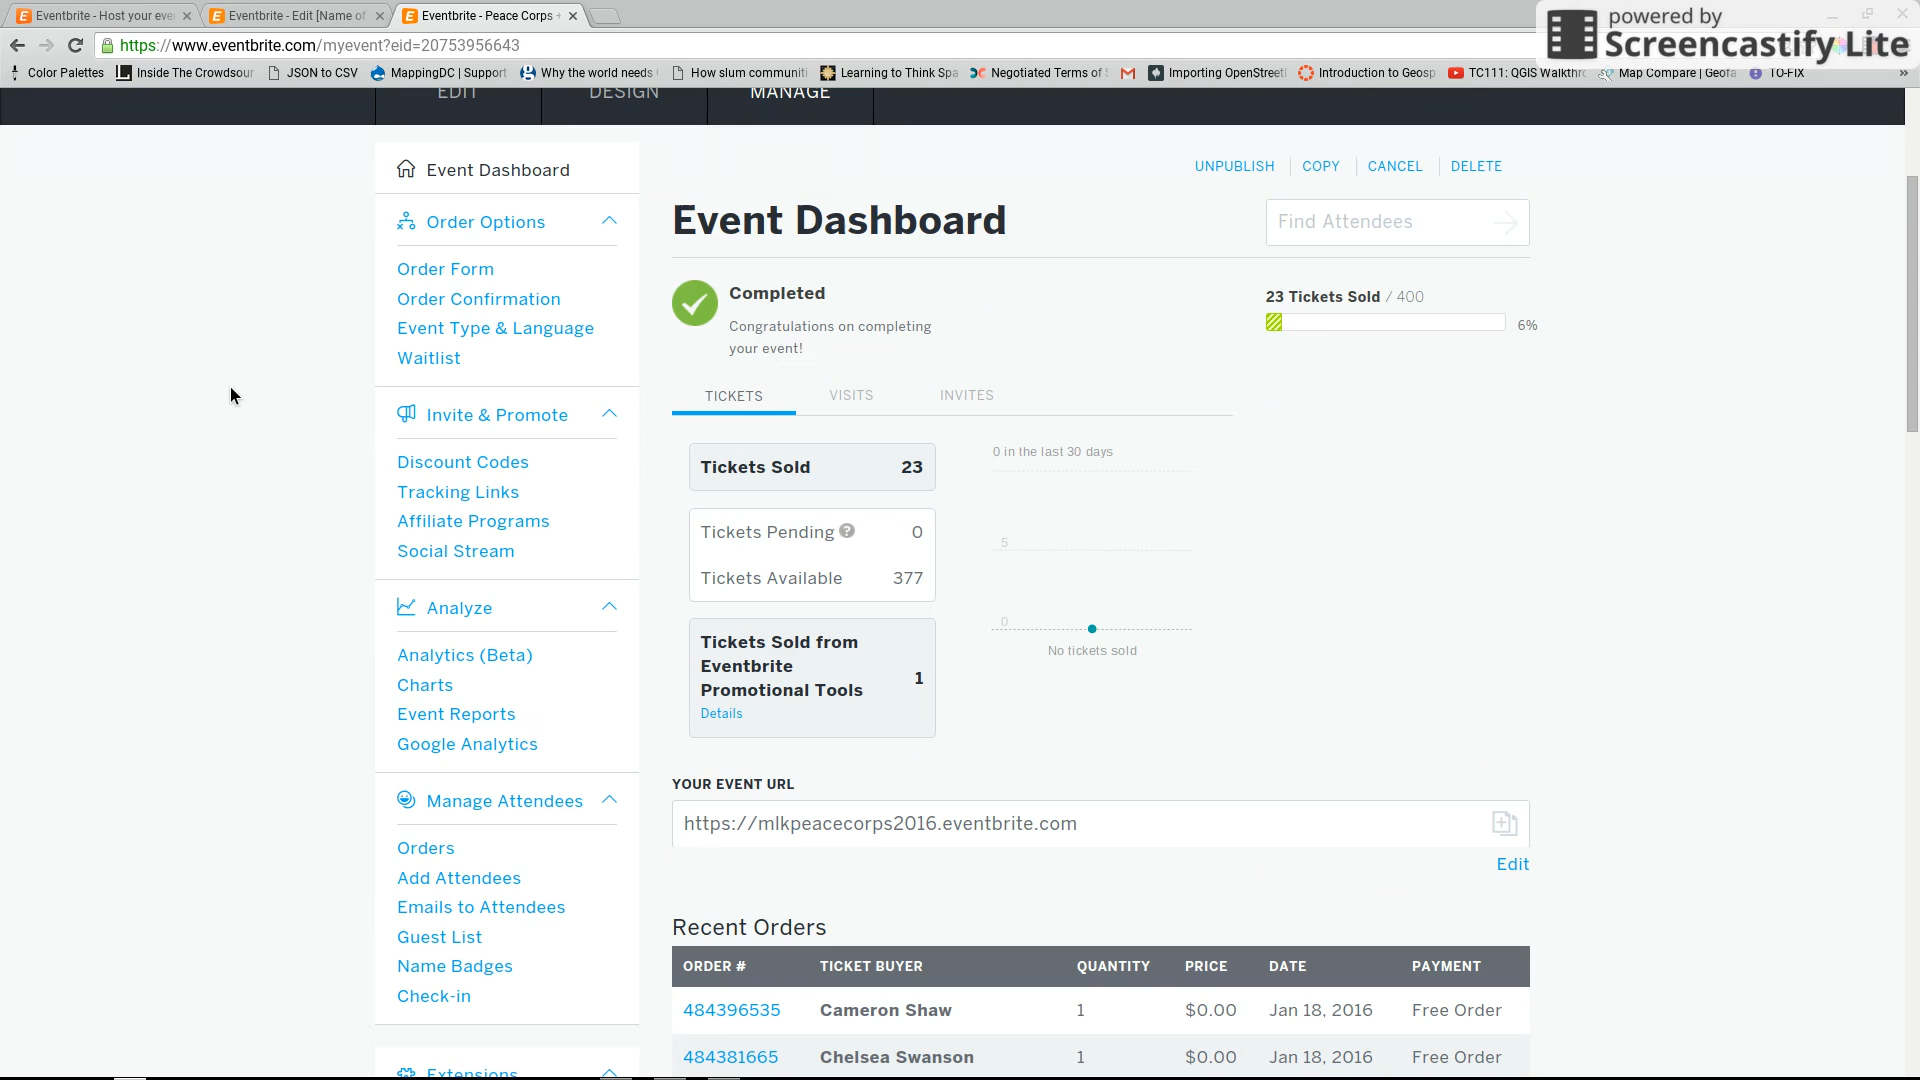 Eventbrite - Host your eve
Eventbrite - Edit [Name of
Eventbrite - Peace Corps +
https://www.eventbrite.com/myevent?eid=20753956643
powered by
Screencastify Lite
Color Palettes
Inside The Crowdsour
JSON to CSV
MappingDC | Support
Why the world needs
How slum communiti
Learning to Think Spa
Negotiated Terms of S
Importing OpenStreet
Introduction to Geosp
TC111: QGIS Walkthro
Map Compare | Geofa
TO-FIX
EDIT
DESIGN
MANAGE
Event Dashboard
Order Options
Order Form
Order Confirmation
Event Type & Language
Waitlist
Invite & Promote
Discount Codes
Tracking Links
Affiliate Programs
Social Stream
Analyze
Analytics (Beta)
Charts
Event Reports
Google Analytics
Manage Attendees
Orders
Add Attendees
Emails to Attendees
Guest List
Name Badges
Check-in
Extensions
UNPUBLISH
COPY
CANCEL
DELETE
Event Dashboard
Find Attendees
Completed
Congratulations on completing
your event!
23 Tickets Sold / 400
6%
TICKETS
VISITS
INVITES
Tickets Sold 23
Tickets Pending ? 0
Tickets Available 377
Tickets Sold from
Eventbrite
Promotional Tools
1
Details
0 in the last 30 days
5
0
No tickets sold
YOUR EVENT URL
https://mlkpeacecorps2016.eventbrite.com
Edit
Recent Orders
ORDER # TICKET BUYER QUANTITY PRICE DATE PAYMENT
484396535 Cameron Shaw 1 $0.00 Jan 18, 2016 Free Order
484381665 Chelsea Swanson 1 $0.00 Jan 18, 2016 Free Order